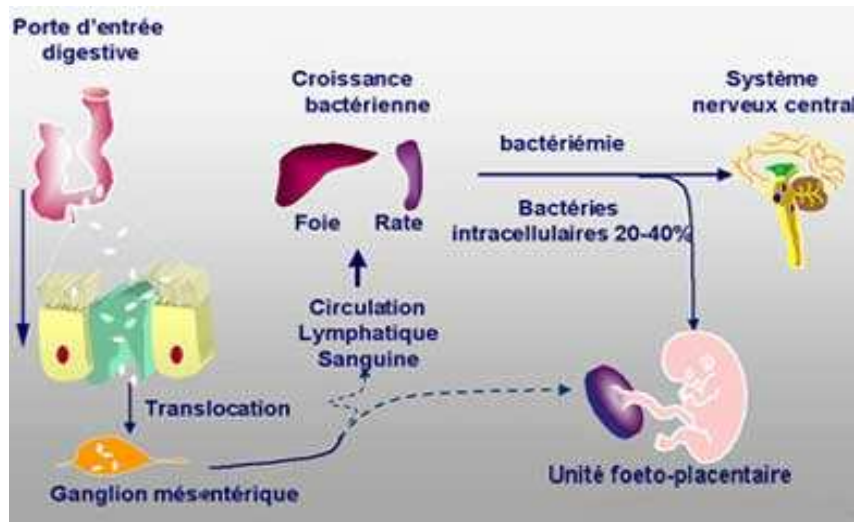 Porte d'entrée
digestive
Croissance
bactérienne
Système
nerveux central
bactériémie
Foie Rate
Bactéries
intracellulaires 20-40%
Circulation
Lymphatique
Sanguine
Translocation
Ganglion mésentérique
Unité foeto-placentaire